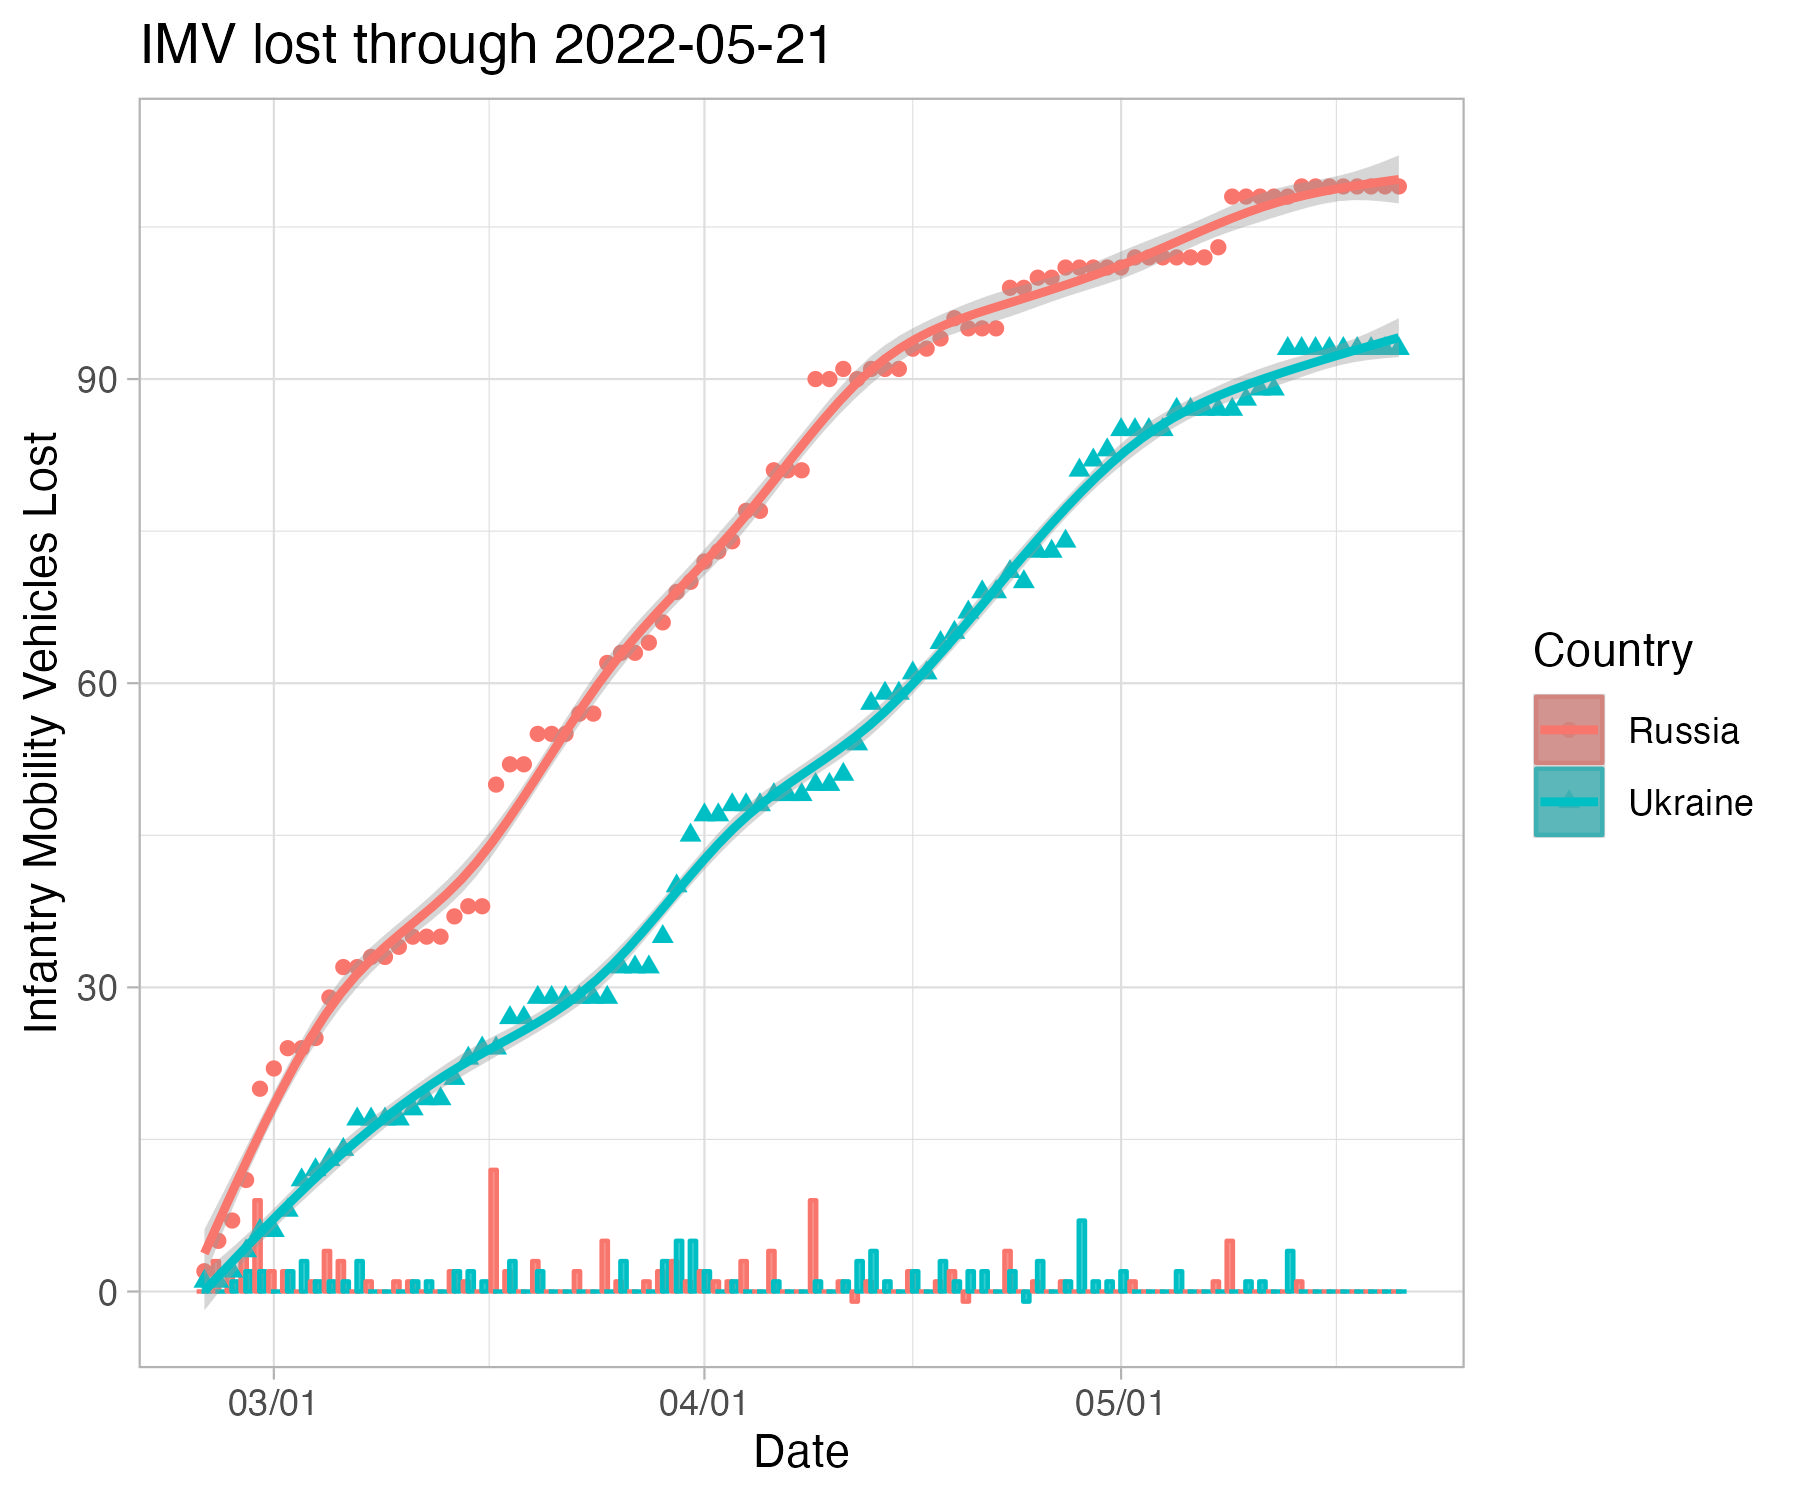 IMV lost through 2022-05-21
Infantry Mobility Vehicles Lost
90
60
30
0
03/01
04/01
05/01
Date
Country
Russia
Ukraine